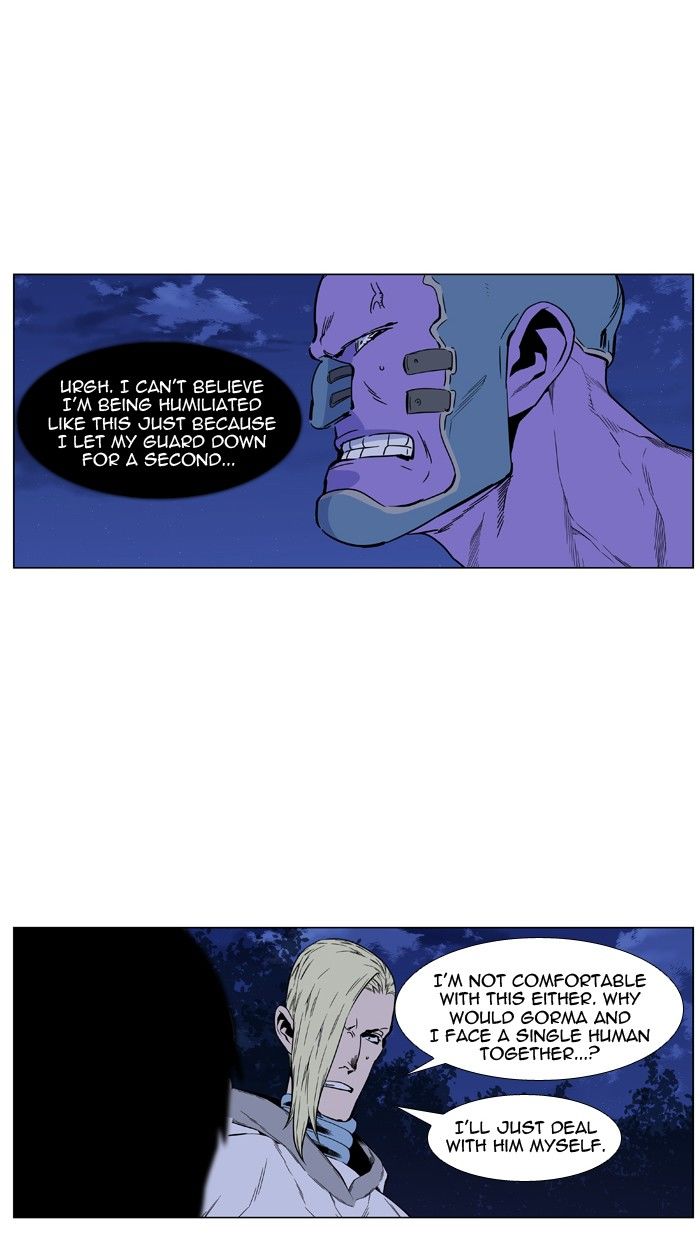 URGH. I CAN'T BELIEVE
I'M BEING HUMILIATED
LIKE THIS JUST BECAUSE
I LET MY GUARD DOWN
FOR A SECOND...
I'M NOT COMFORTABLE
WITH THIS EITHER. WHY
WOULD GORMA AND
I FACE A SINGLE HUMAN
TOGETHER...?
I'LL JUST DEAL
WITH HIM MYSELF.